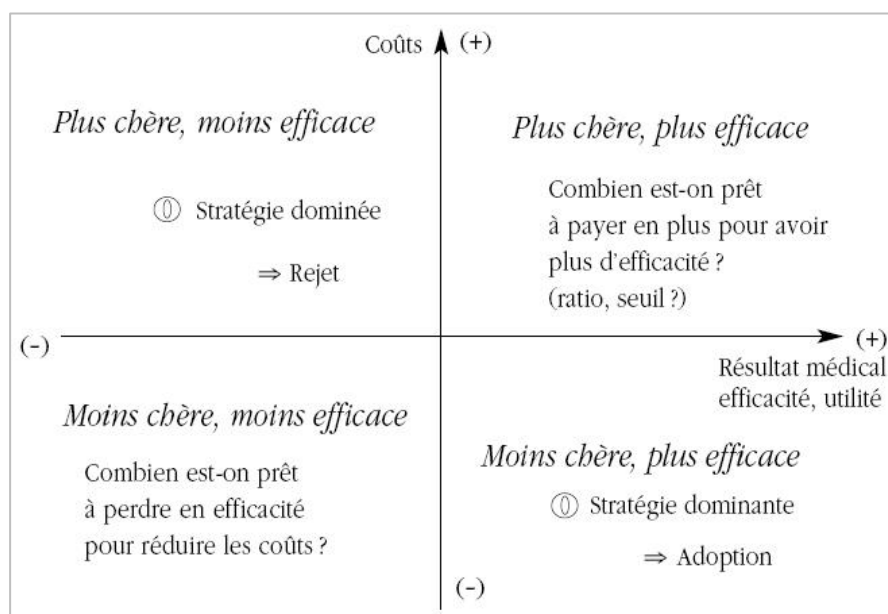 Coûts (+)
Plus chère, moins efficace
Stratégie dominée
⇒ Rejet
Plus chère, plus efficace
Combien est-on prêt
à payer en plus pour avoir
plus d'efficacité ?
(ratio, seuil ?)
(-)
(+)
Résultat médical
efficacité, utilité
Moins chère, moins efficace
Combien est-on prêt
à perdre en efficacité
pour réduire les coûts ?
Moins chère, plus efficace
Stratégie dominante
⇒ Adoption
(-)